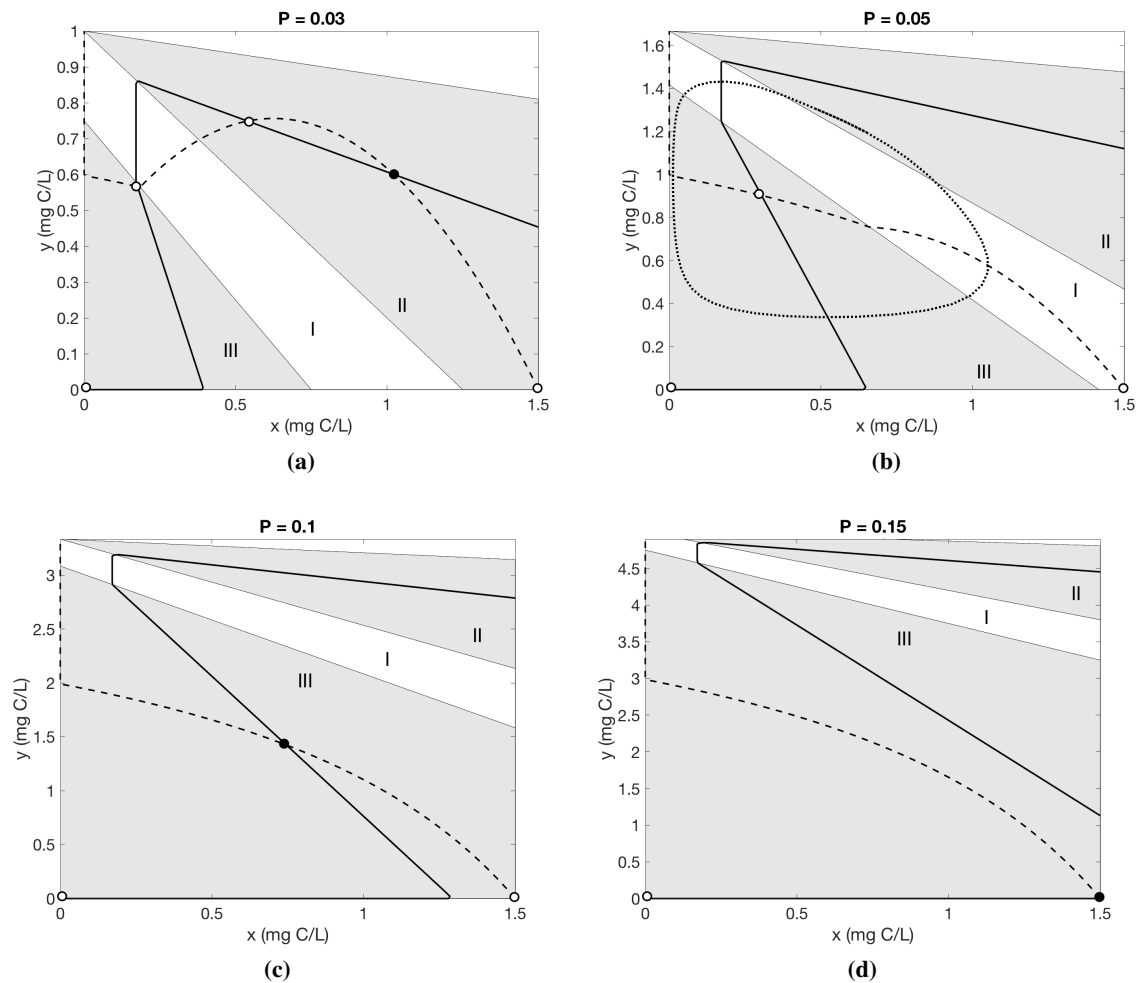 P = 0.03
1
0.9
0.8
0.7
0.6
0.5
0.4
0.3
0.2
0.1
0
y (mg C/L)
III
I
II
0
0.5
1
1.5
x (mg C/L)
(a)
P = 0.05
1.6
1.4
1.2
1
0.8
0.6
0.4
0.2
0
y (mg C/L)
II
I
III
0
0.5
1
1.5
x (mg C/L)
(b)
P = 0.1
3
2.5
2
1.5
1
0.5
0
y (mg C/L)
II
I
III
0
0.5
1
1.5
x (mg C/L)
(c)
P = 0.15
4.5
4
3.5
3
2.5
2
1.5
1
0.5
0
y (mg C/L)
II
I
III
0
0.5
1
1.5
x (mg C/L)
(d)